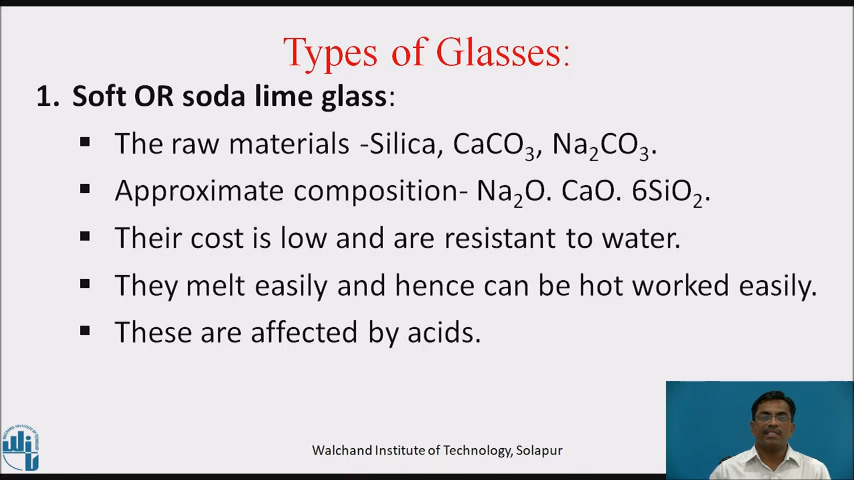 Types of Glasses:
1. Soft OR soda lime glass:
▪ The raw materials -Silica, CaCO₃, Na₂CO₃.
▪ Approximate composition- Na₂O. CaO. 6SiO₂.
▪ Their cost is low and are resistant to water.
▪ They melt easily and hence can be hot worked easily.
▪ These are affected by acids.
Walchand Institute of Technology, Solapur